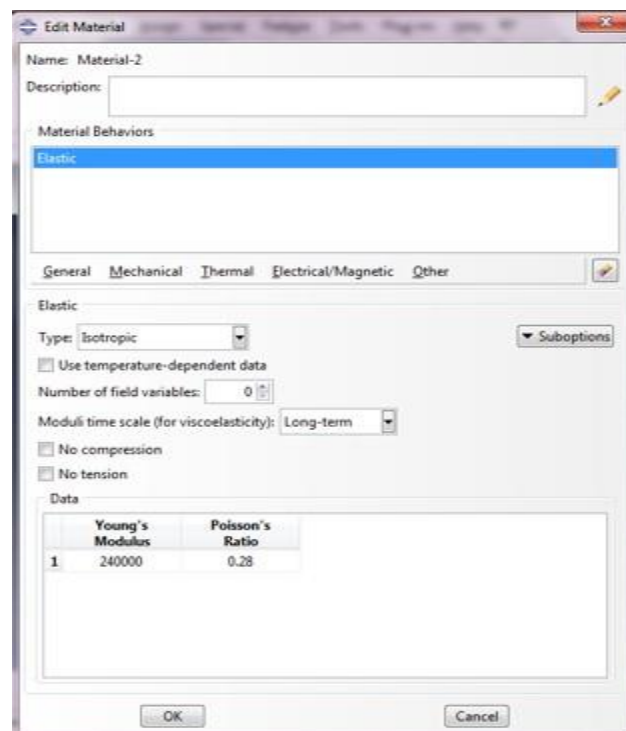 Edit Material
Name: Material-2
Description:
Material Behaviors
Elastic
General Mechanical Thermal Electrical/Magnetic Other
Elastic
Type: Isotropic
Suboptions
Use temperature-dependent data
Number of field variables: 0
Moduli time scale (for viscoelasticity): Long-term
No compression
No tension
Data
Young's Poisson's
Modulus Ratio
1 240000 0.28
OK Cancel